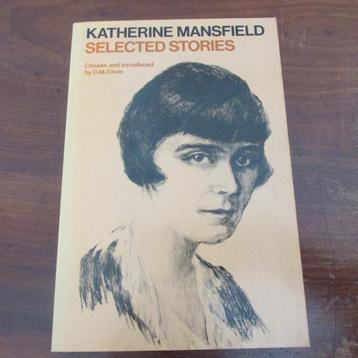 KATHERINE MANSFIELD
SELECTED STORIES
Chosen and introduced
by D.M.Davin